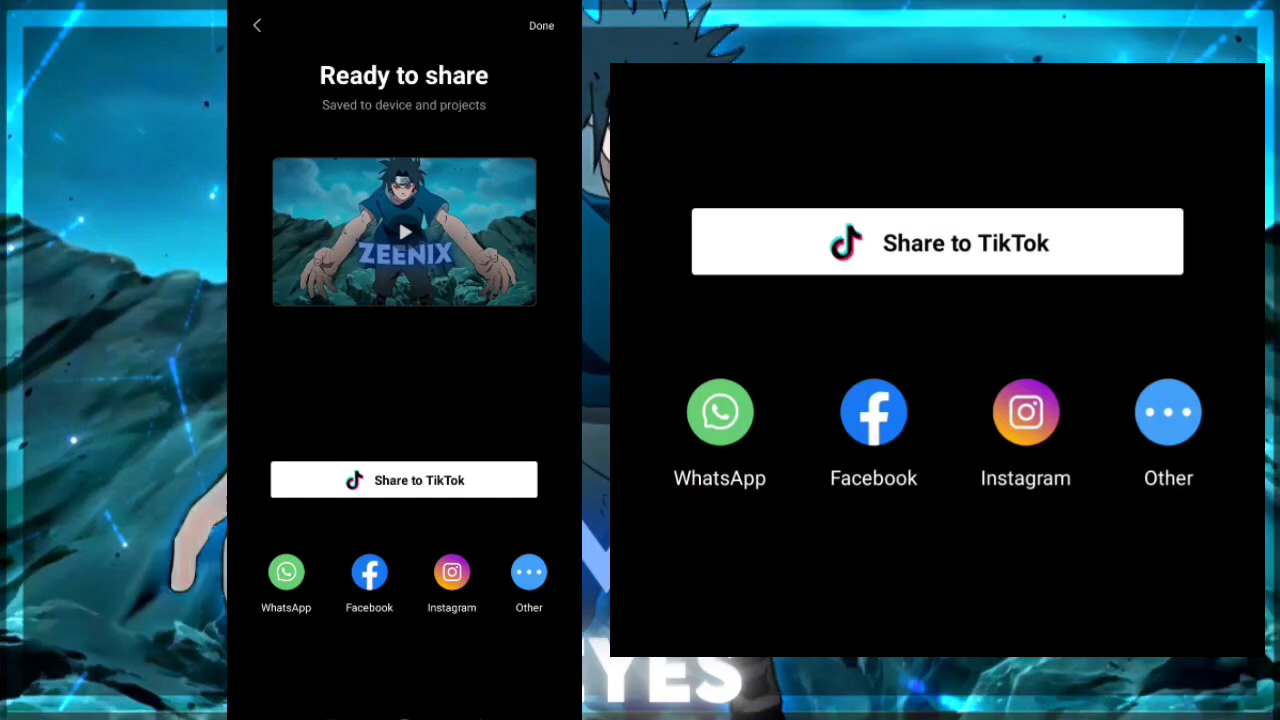 Done
Ready to share
Saved to device and projects
ZEENIX
Share to TikTok
WhatsApp Facebook Instagram Other
Share to TikTok
WhatsApp Facebook Instagram Other
EYES